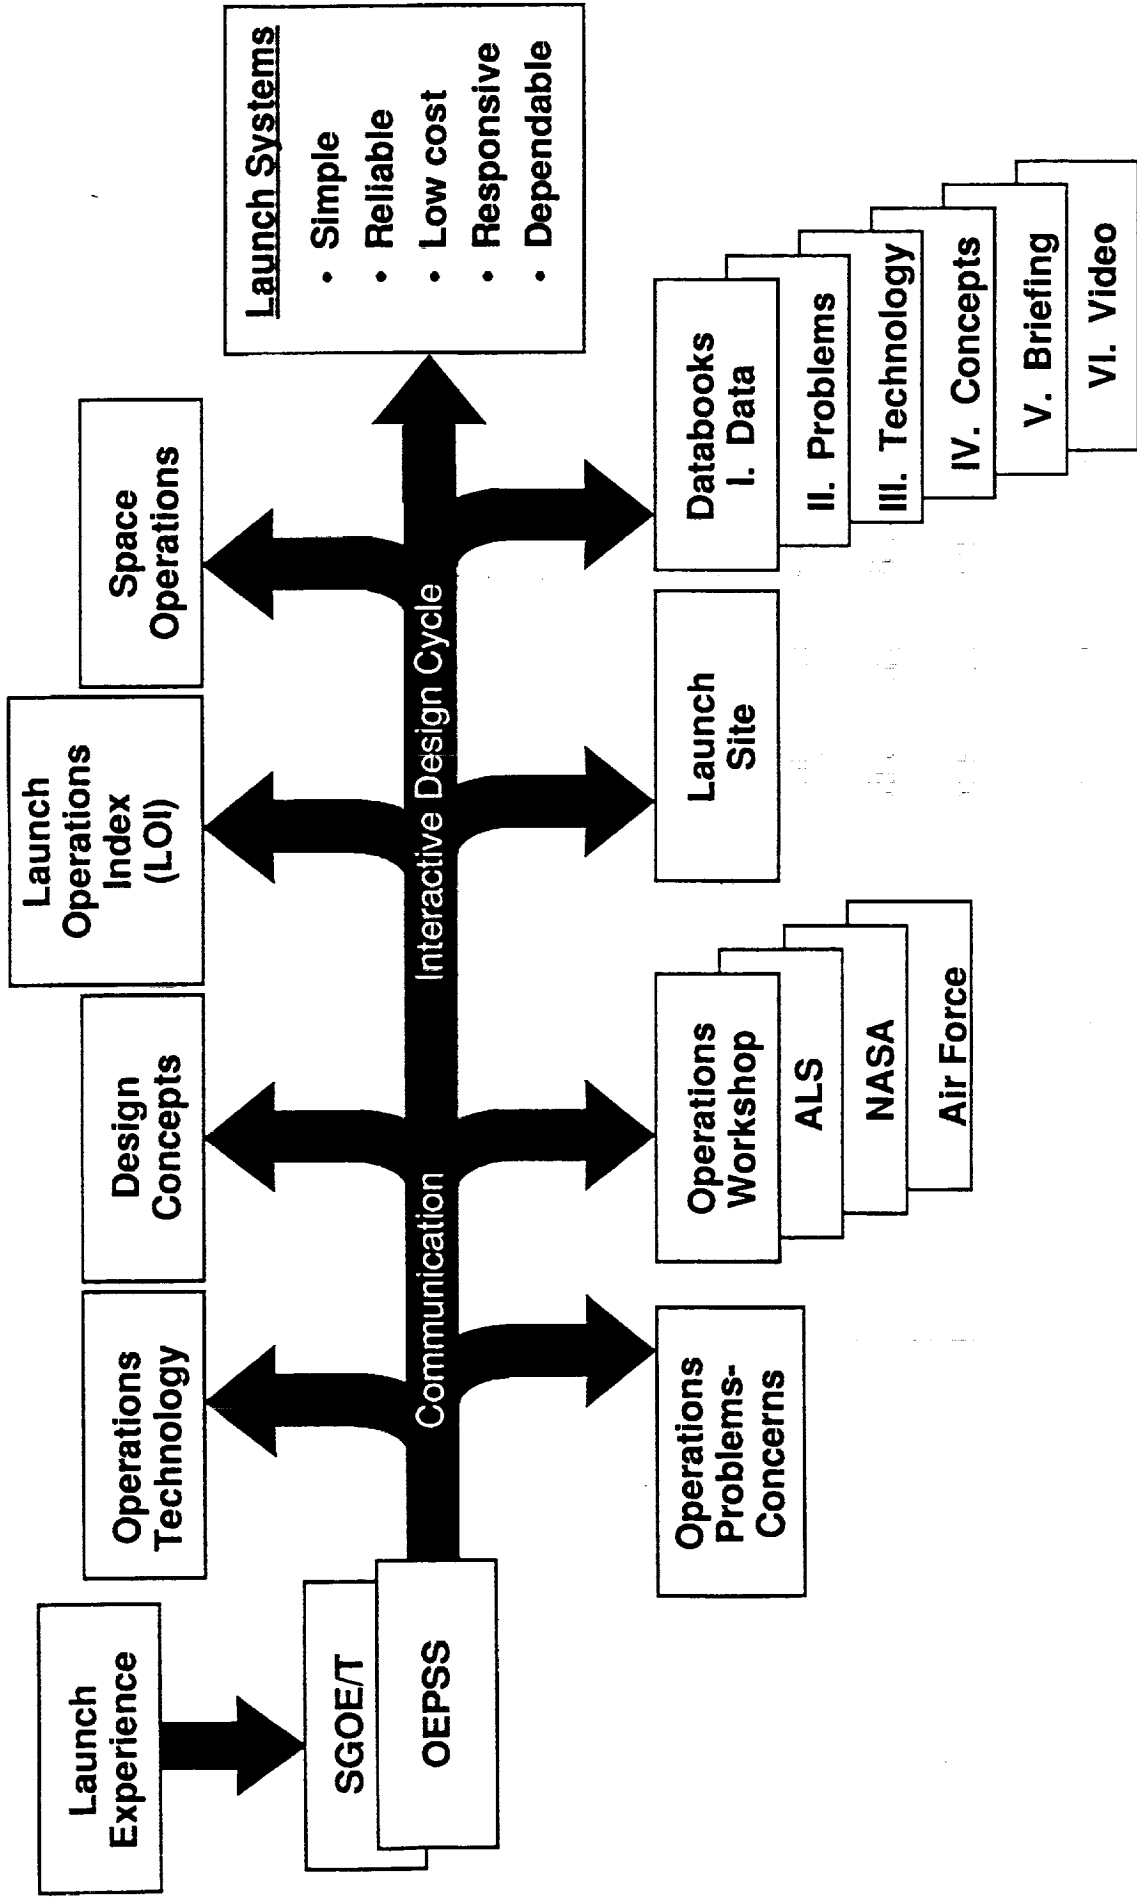 Launch
Experience
SGOE/T
OEPSS
Operations
Technology
Design
Concepts
Launch
Operations
Index
(LOI)
Space
Operations
Communication
Interactive Design Cycle
Launch Systems
• Simple
• Reliable
• Low cost
• Responsive
• Dependable
Operations
Problems-
Concerns
Operations
Workshop
ALS
NASA
Air Force
Launch
Site
Databooks
I. Data
II. Problems
III. Technology
IV. Concepts
V. Briefing
VI. Video